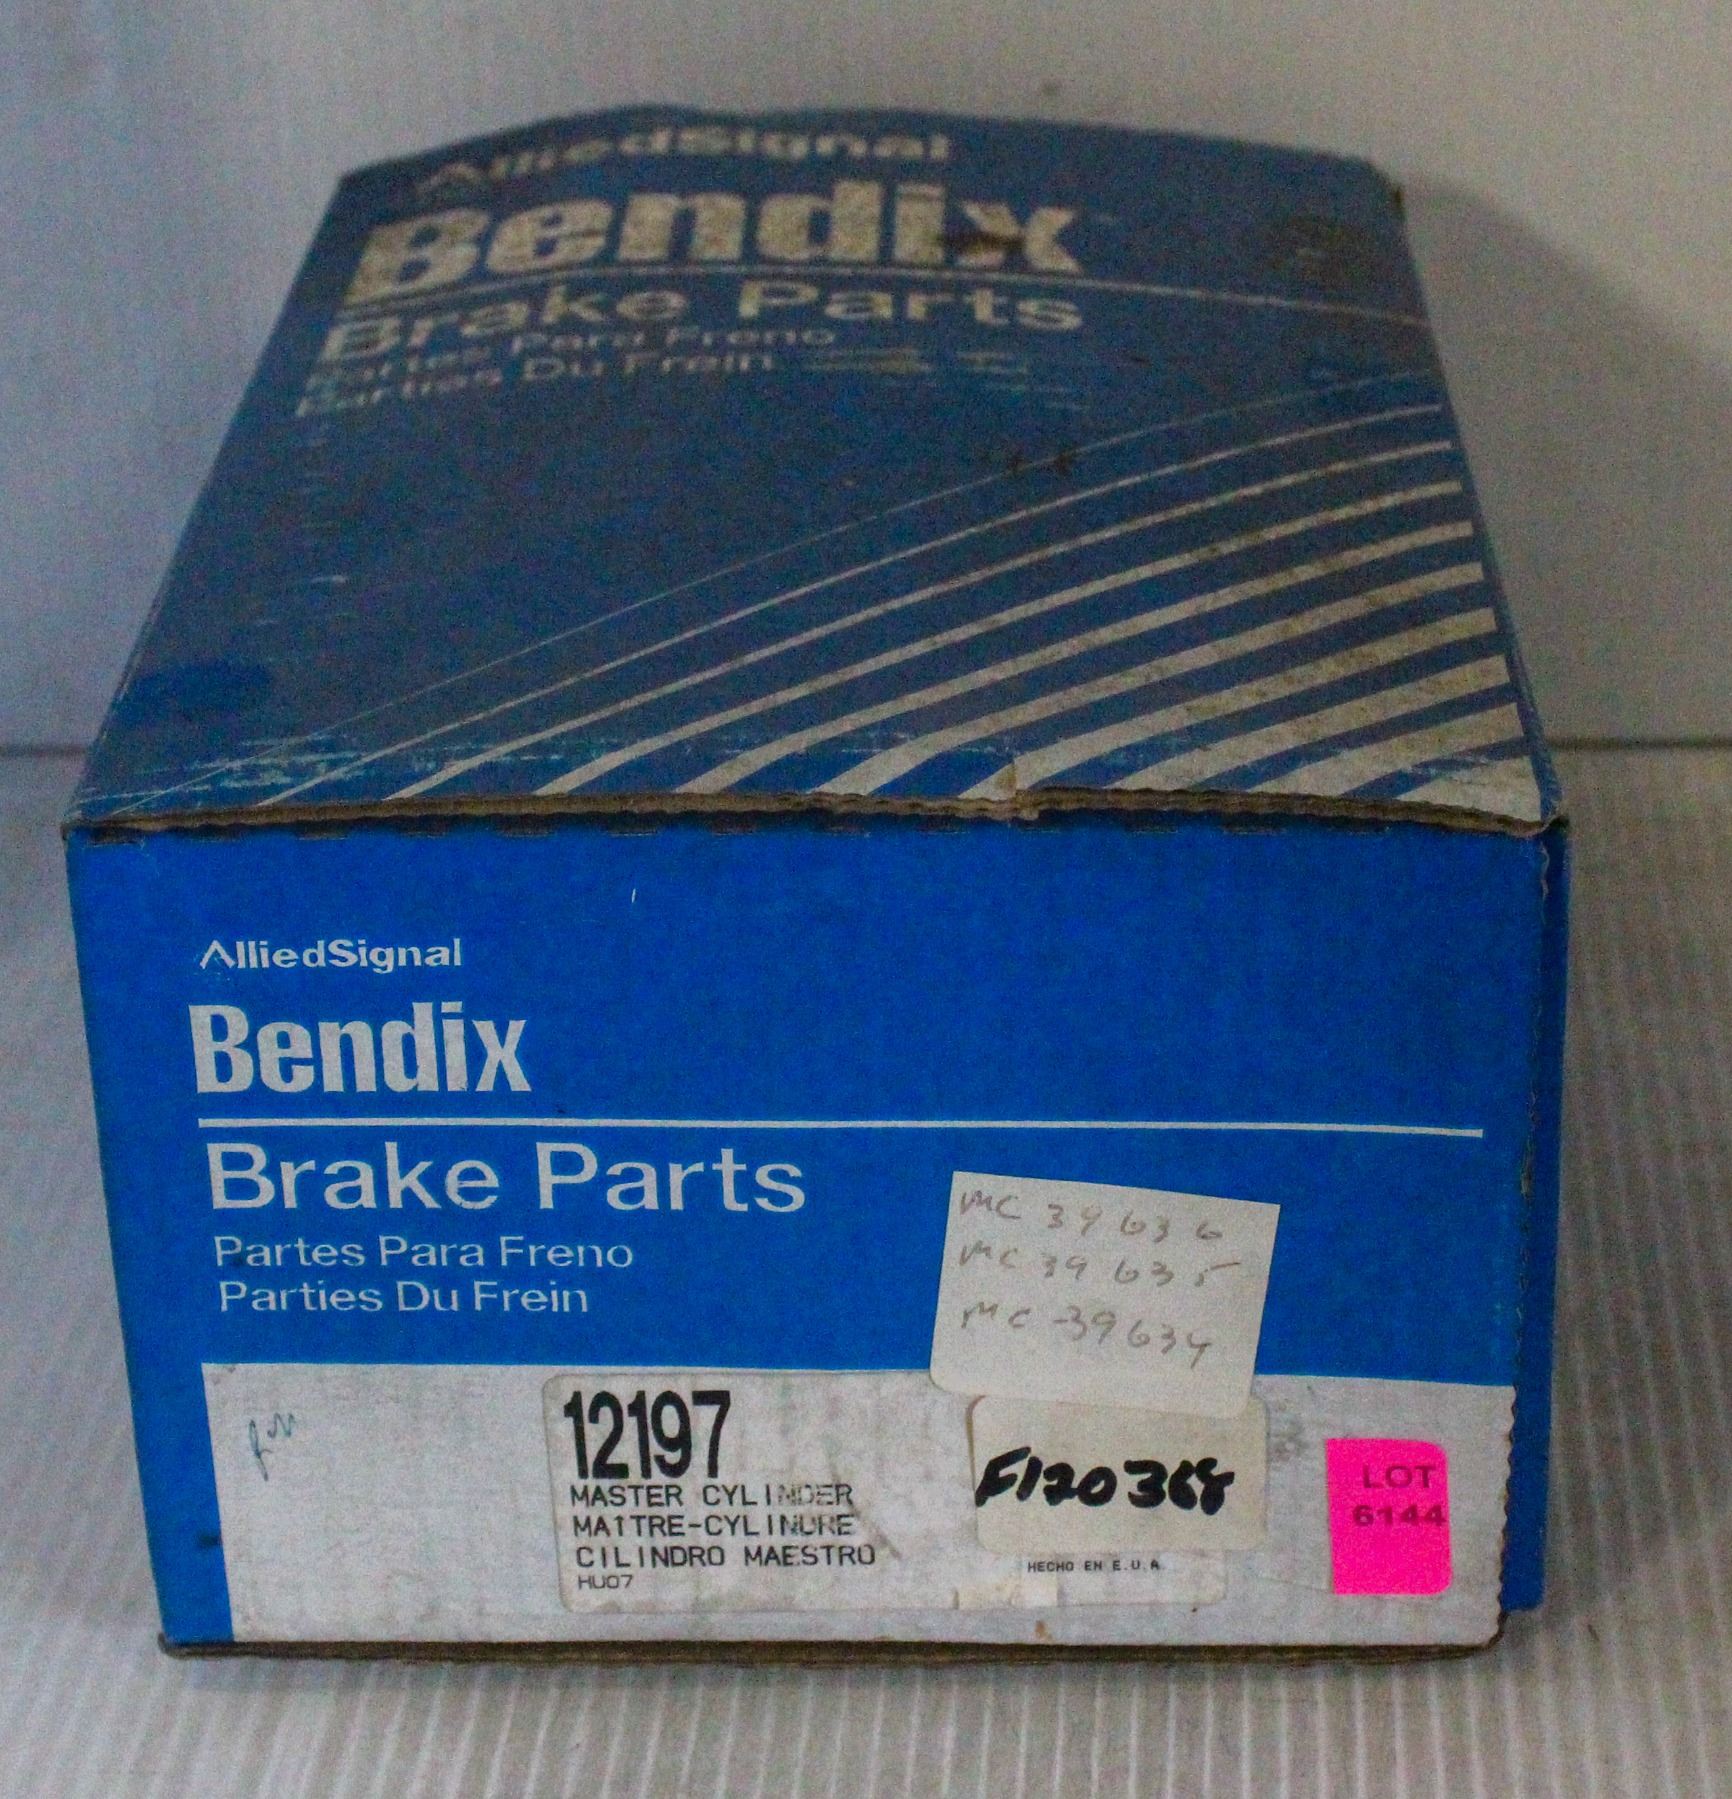 AlliedSignal
Bendix
Brake Parts
Partes Para Freno
Parties Du Frein
AlliedSignal
Bendix
Brake Parts
Partes Para Freno
Parties Du Frein
MC 39636
MC 39635
MC 39634
12197
MASTER CYLINDER
MAITRE-CYLINDRE
CILINDRO MAESTRO
HU07
F120368
HECHO EN E.U.A.
LOT
6144